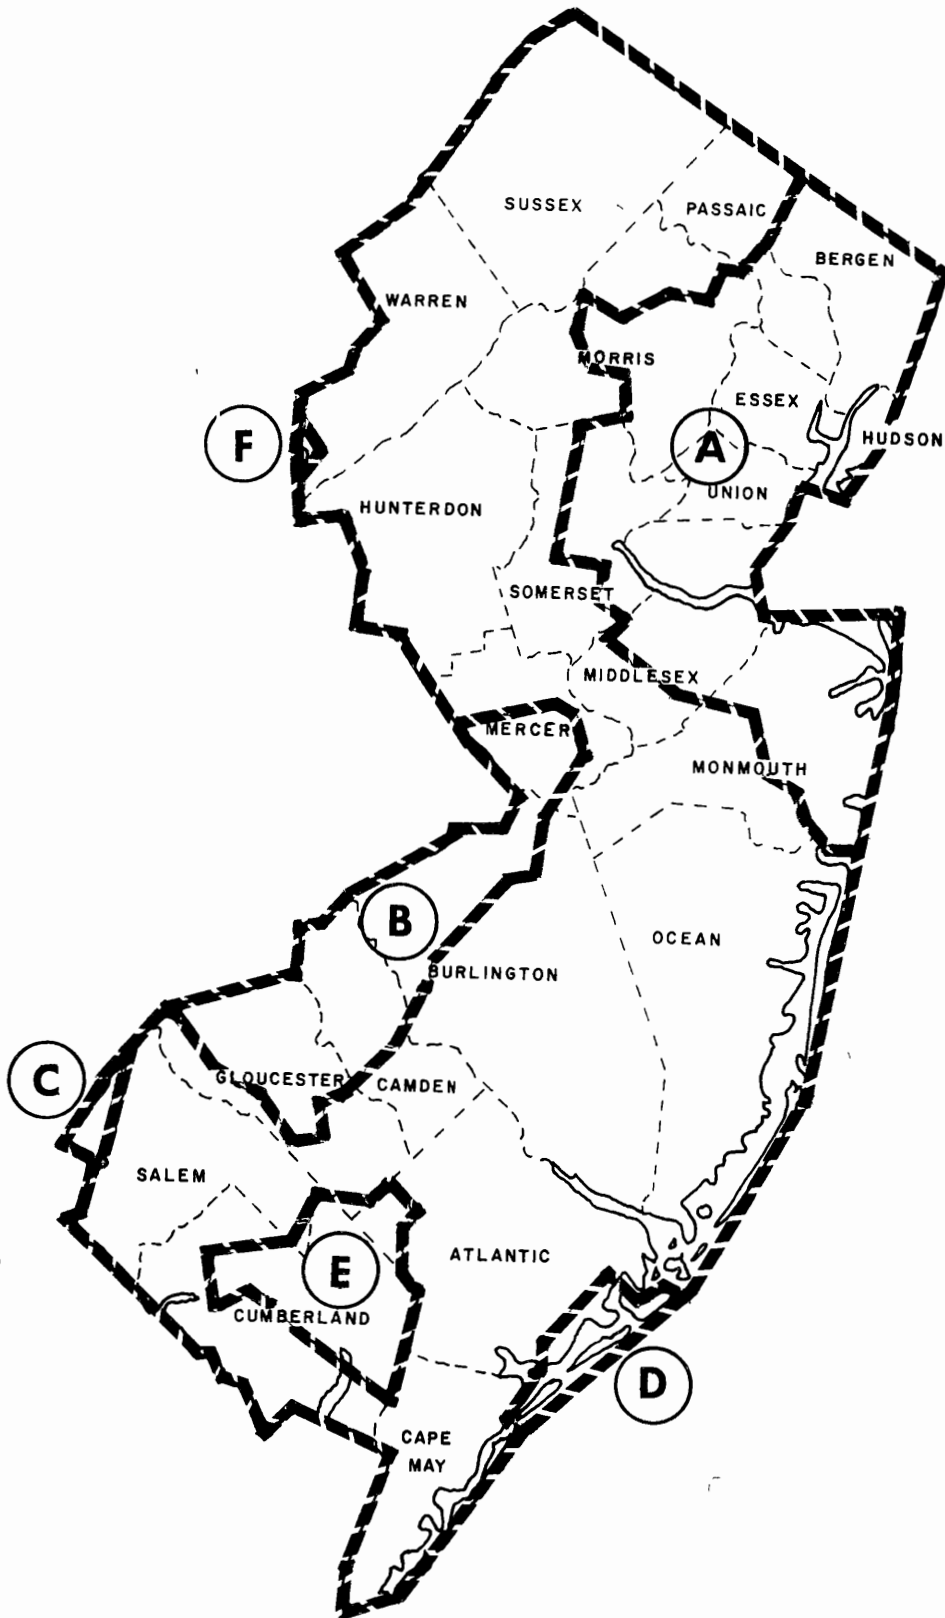 SUSSEX
PASSAIC
BERGEN
WARREN
MORRIS
ESSEX
HUDSON
F
A
UNION
HUNTERDON
SOMERSET
MIDDLESEX
MERCER
MONMOUTH
B
OCEAN
BURLINGTON
C
GLOUCESTER
CAMDEN
SALEM
ATLANTIC
E
CUMBERLAND
D
CAPE
MAY